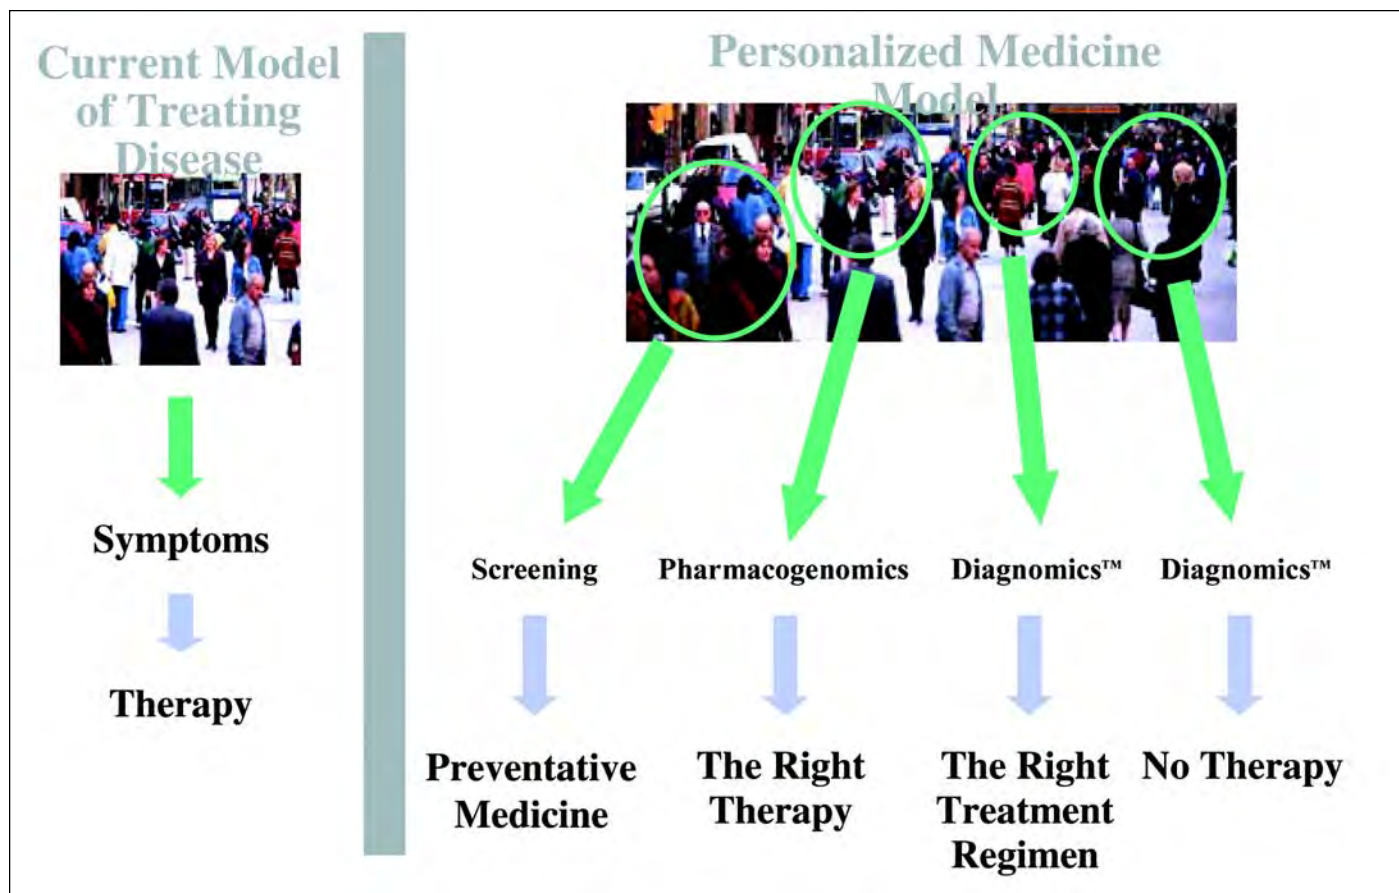 Current Model
of Treating
Disease
Symptoms
Therapy
Personalized Medicine
Model
Screening
Pharmacogenomics
Diagnomics™
Diagnomics™
Preventative
Medicine
The Right
Therapy
The Right
Treatment
Regimen
No Therapy